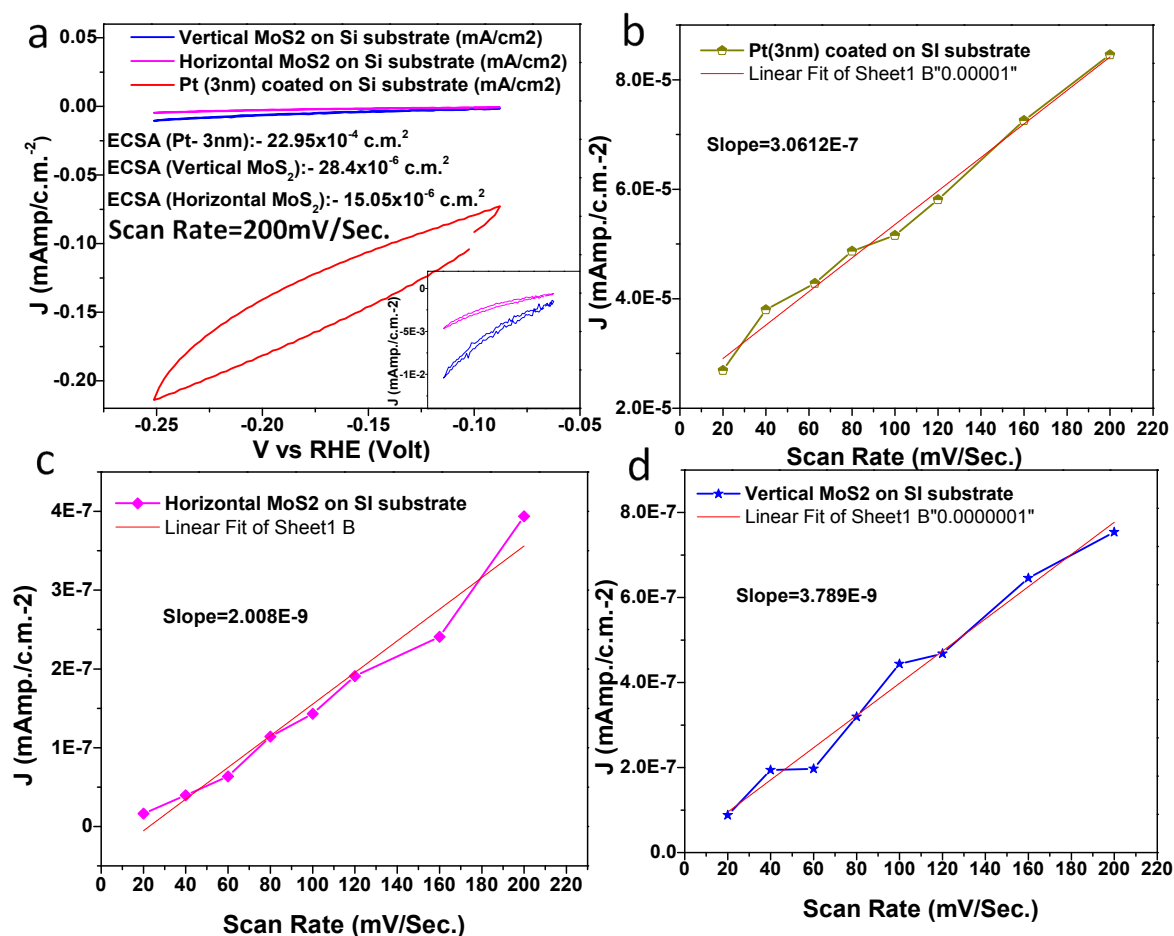 a
Vertical MoS2 on Si substrate (mA/cm2)
Horizontal MoS2 on Si substrate (mA/cm2)
Pt (3nm) coated on Si substrate (mA/cm2)
ECSA (Pt- 3nm):- 22.95x10⁻⁴ c.m.²
ECSA (Vertical MoS₂):- 28.4x10⁻⁶ c.m.²
ECSA (Horizontal MoS₂):- 15.05x10⁻⁶ c.m.²
Scan Rate=200mV/Sec.
0.05
0.00
-0.05
-0.10
-0.15
-0.20
J (mAmp/c.m.⁻²)
-0.25
-0.20
-0.15
-0.10
-0.05
V vs RHE (Volt)
0
-5E-3
-1E-2
J (mAmp./c.m.-2)
b
Pt(3nm) coated on SI substrate
Linear Fit of Sheet1 B"0.00001"
Slope=3.0612E-7
8.0E-5
6.0E-5
4.0E-5
2.0E-5
J (mAmp./c.m.-2)
0 20 40 60 80 100 120 140 160 180 200 220
Scan Rate (mV/Sec.)
c
Horizontal MoS2 on SI substrate
Linear Fit of Sheet1 B
Slope=2.008E-9
4E-7
3E-7
2E-7
1E-7
0
J (mAmp./c.m.-2)
0 20 40 60 80 100 120 140 160 180 200 220
Scan Rate (mV/Sec.)
d
Vertical MoS2 on SI substrate
Linear Fit of Sheet1 B"0.0000001"
Slope=3.789E-9
8.0E-7
6.0E-7
4.0E-7
2.0E-7
0.0
J (mAmp./c.m.-2)
0 20 40 60 80 100 120 140 160 180 200 220
Scan Rate (mV/Sec.)